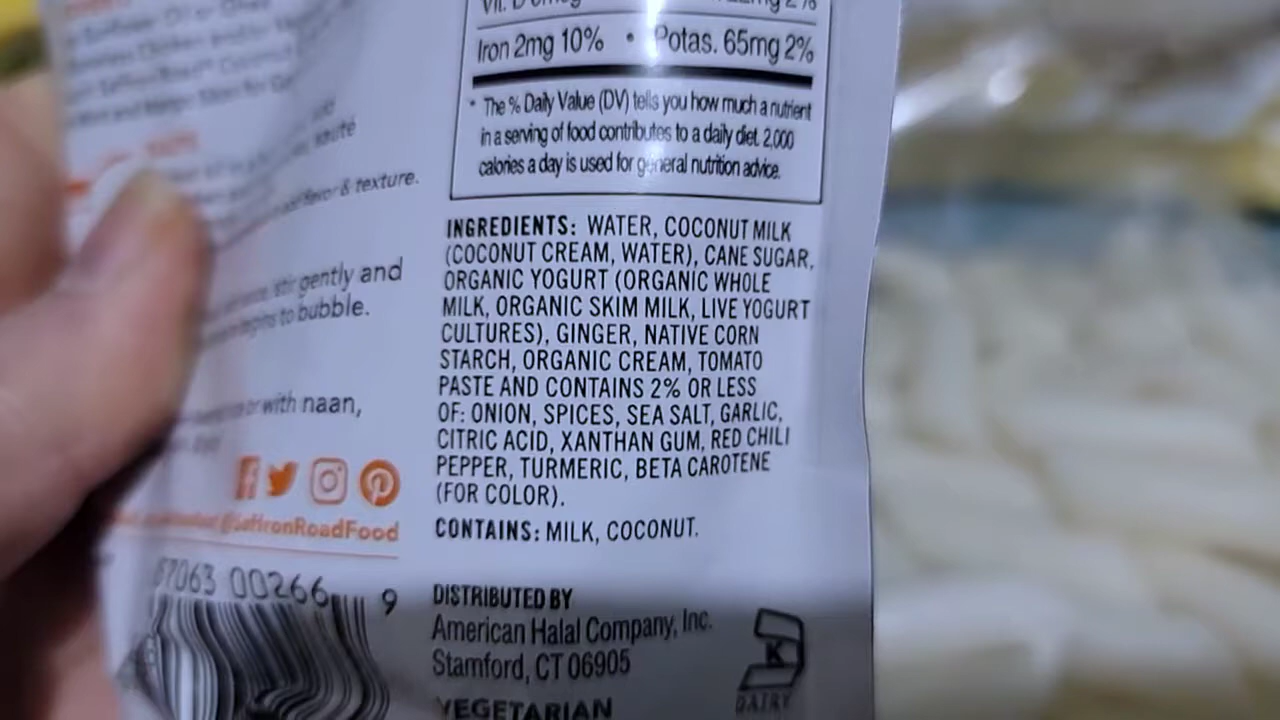 Iron 2mg 10% • Potas. 65mg 2%
* The % Daily Value (DV) tells you how much a nutrient
in a serving of food contributes to a daily diet. 2,000
calories a day is used for general nutrition advice.
flavor & texture.
stir gently and
begins to bubble.
or with naan,
@SaffronRoadFood
57063 00266 9
INGREDIENTS: WATER, COCONUT MILK
(COCONUT CREAM, WATER), CANE SUGAR,
ORGANIC YOGURT (ORGANIC WHOLE
MILK, ORGANIC SKIM MILK, LIVE YOGURT
CULTURES), GINGER, NATIVE CORN
STARCH, ORGANIC CREAM, TOMATO
PASTE AND CONTAINS 2% OR LESS
OF: ONION, SPICES, SEA SALT, GARLIC,
CITRIC ACID, XANTHAN GUM, RED CHILI
PEPPER, TURMERIC, BETA CAROTENE
(FOR COLOR).
CONTAINS: MILK, COCONUT.
DISTRIBUTED BY
American Halal Company, Inc.
Stamford, CT 06905
K
DAIRY
VEGETARIAN